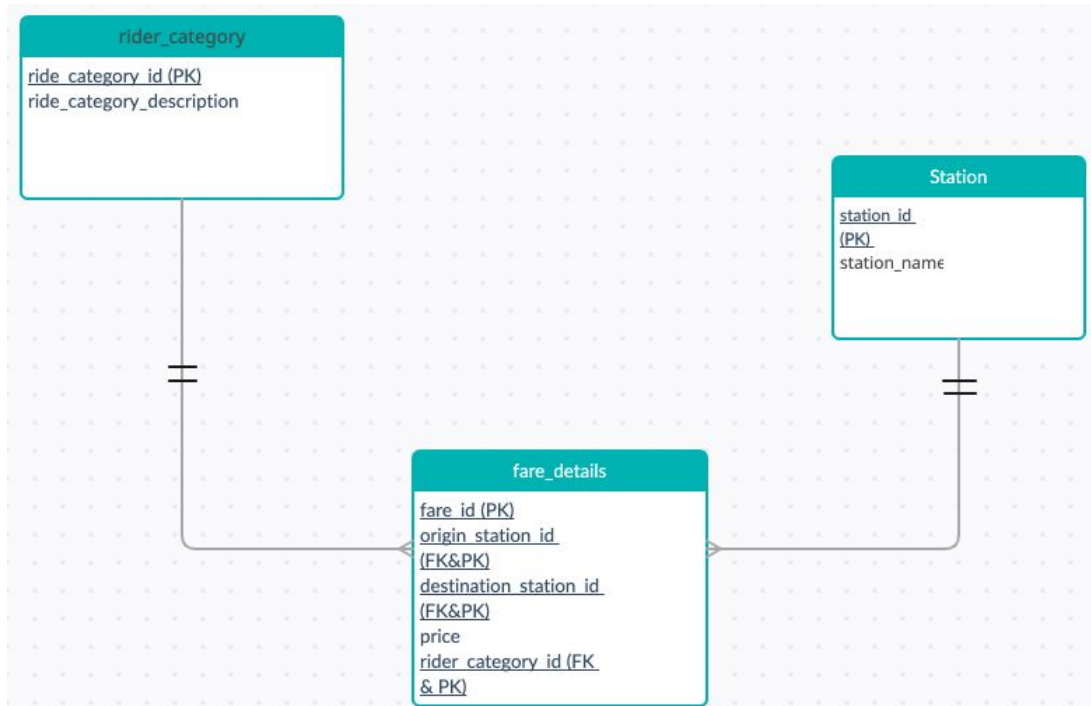 rider_category
ride_category_id (PK)
ride_category_description
Station
station_id
(PK)
station_name
fare_details
fare_id (PK)
origin_station_id
(FK&PK)
destination_station_id
(FK&PK)
price
rider_category_id (FK
& PK)